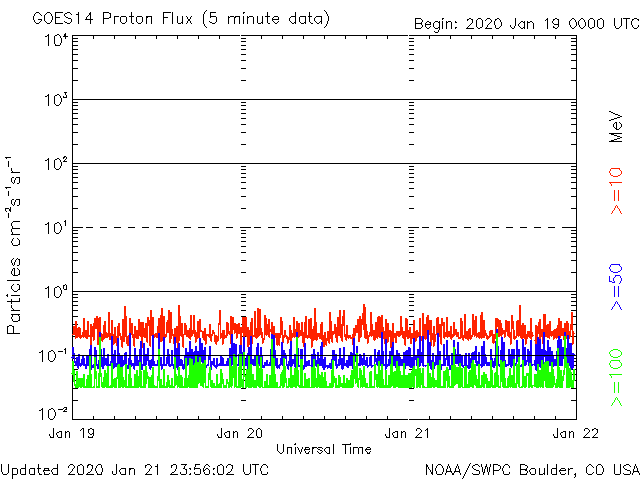 GOES14 Proton Flux (5 minute data)
Begin: 2020 Jan 19 0000 UTC
10⁴
10³
10²
10¹
10⁰
10⁻¹
10⁻²
Particles cm⁻²s⁻¹sr⁻¹
MeV
>=10
>=50
>=100
Jan 19
Jan 20
Jan 21
Jan 22
Universal Time
Updated 2020 Jan 21 23:56:02 UTC
NOAA/SWPC Boulder, CO USA